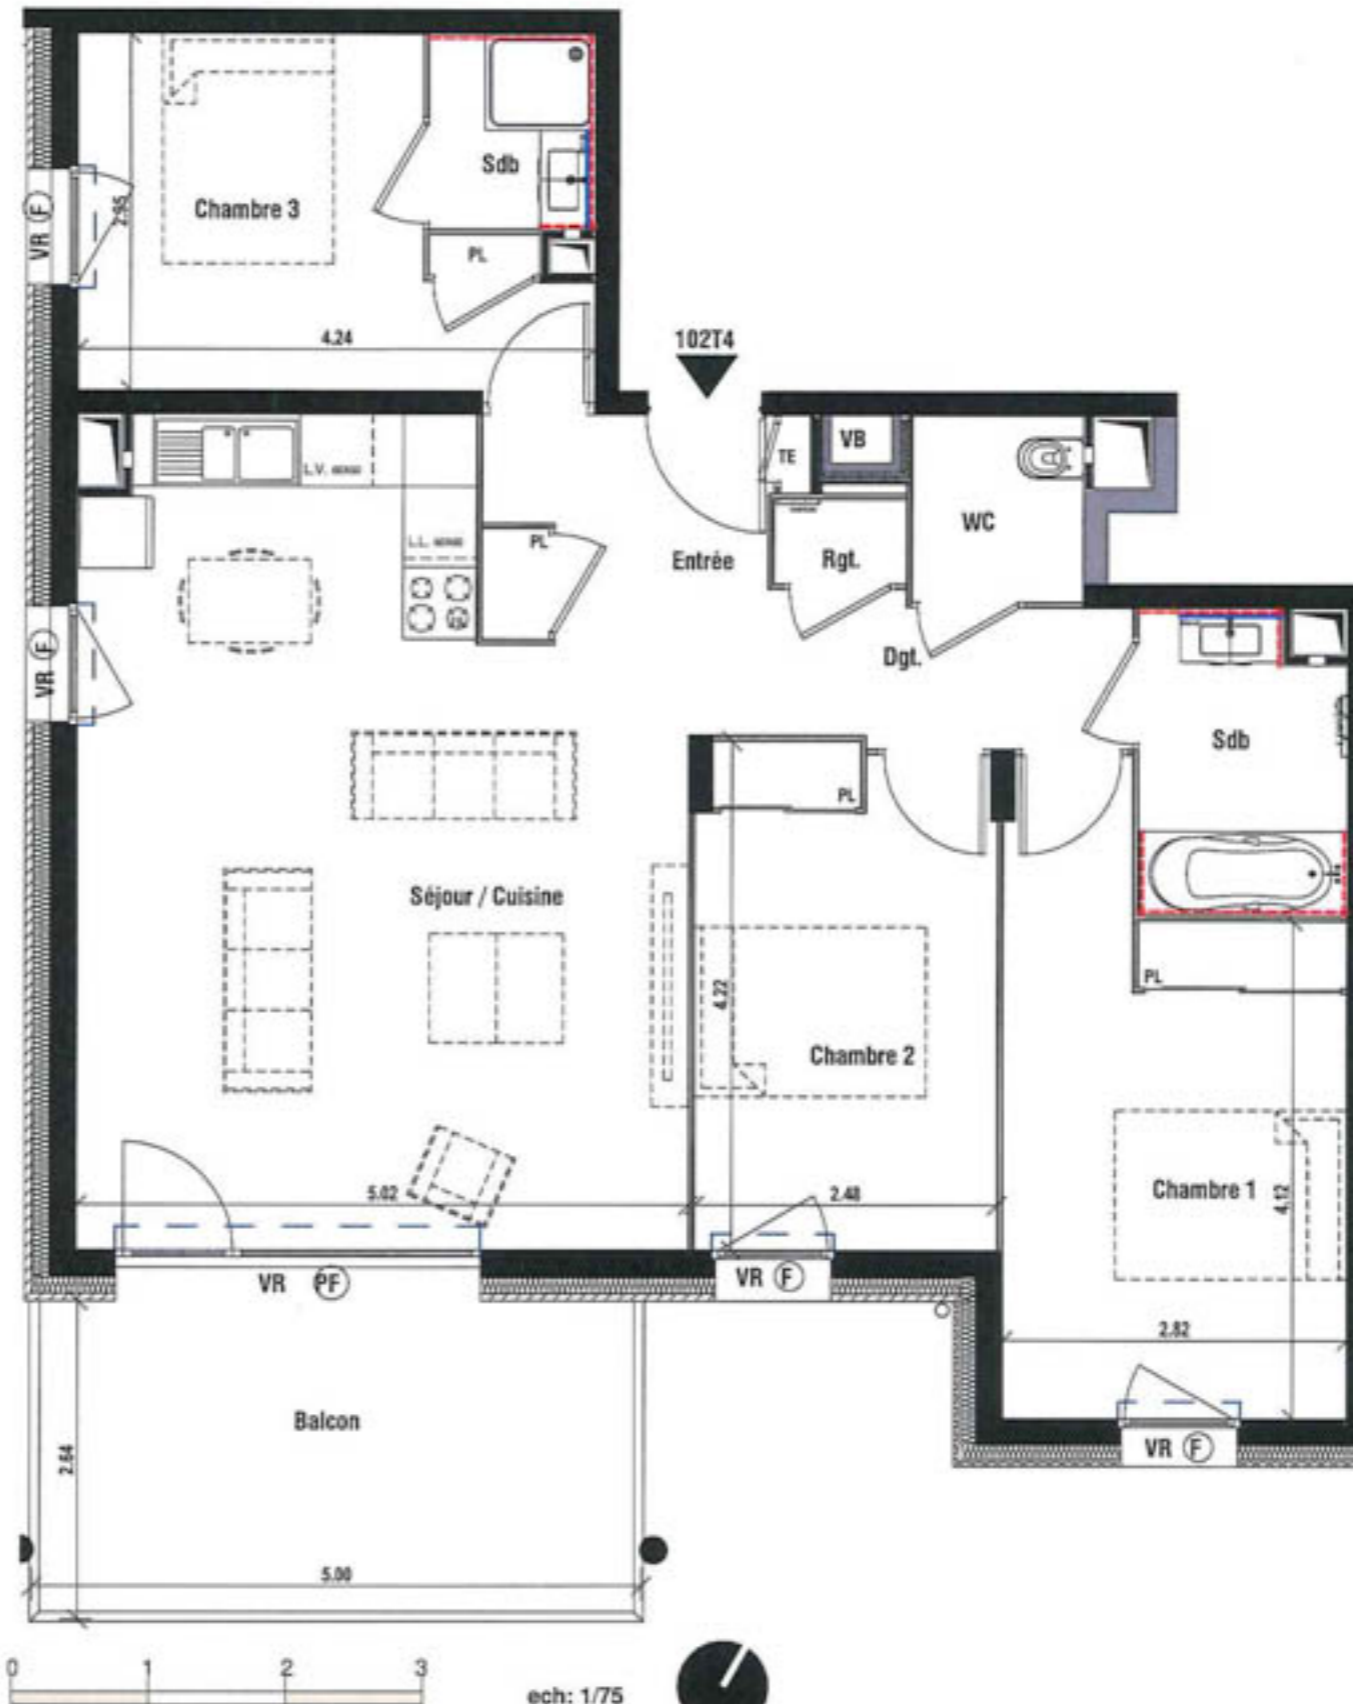 Sdb
VR F
2.95
Chambre 3
PL
4.24
102T4
L.V. 60X60
TE
VB
L.L. 60X60
PL
Entrée
Rgt.
WC
VR F
Dgt.
Sdb
PL
Séjour / Cuisine
PL
4.22
Chambre 2
Chambre 1
4.12
5.02
2.48
VR PF
VR F
2.82
Balcon
VR F
2.64
5.00
0 1 2 3
ech: 1/75